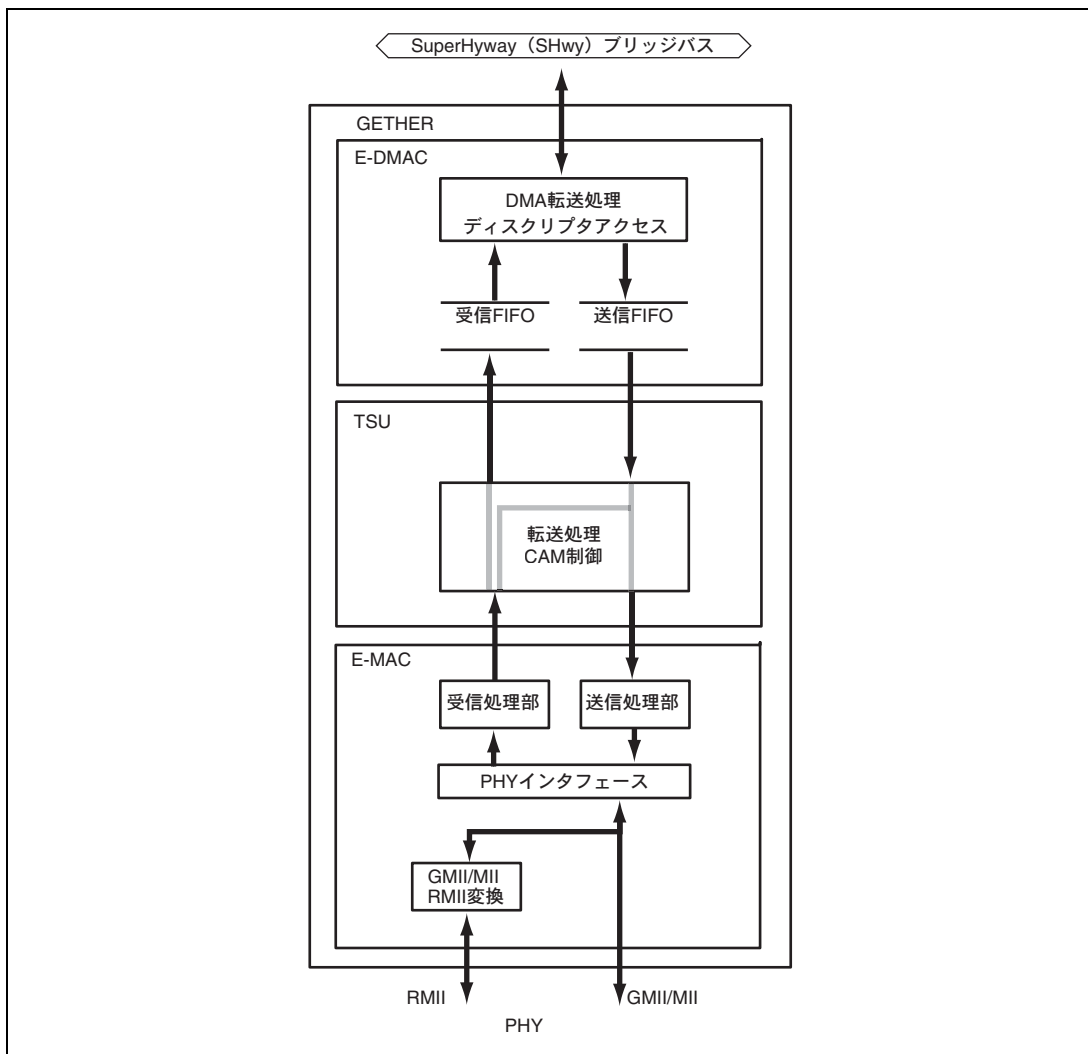 SuperHyway（SHwy）ブリッジバス
GETHER
E-DMAC
DMA転送処理
ディスクリプタアクセス
受信FIFO
送信FIFO
TSU
転送処理
CAM制御
E-MAC
受信処理部
送信処理部
PHYインタフェース
GMII/MII
RMII変換
RMII
GMII/MII
PHY